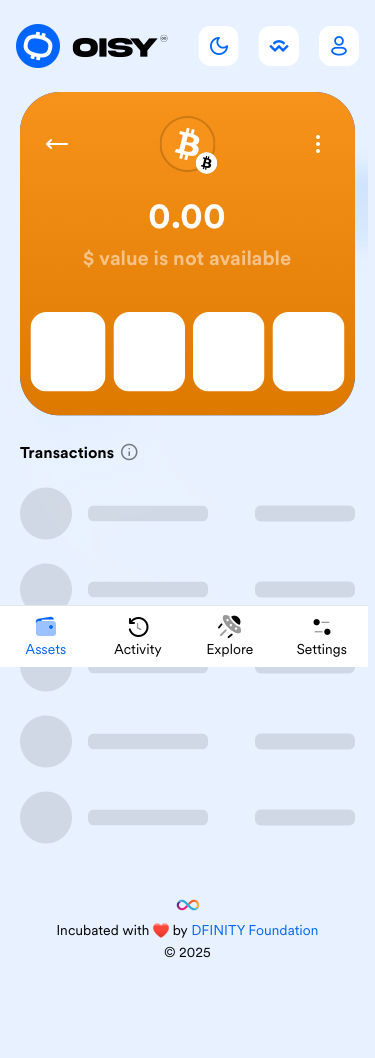 OISY
0.00
$ value is not available
Transactions
Assets
Activity
Explore
Settings
Incubated with ❤️ by DFINITY Foundation
© 2025